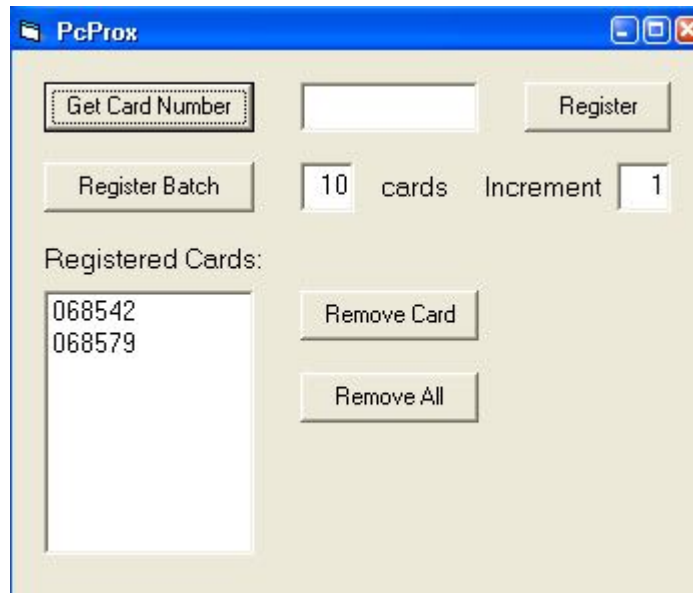 PcProx
Get Card Number Register
Register Batch 10 cards Increment 1
Registered Cards:
068542
068579
Remove Card
Remove All